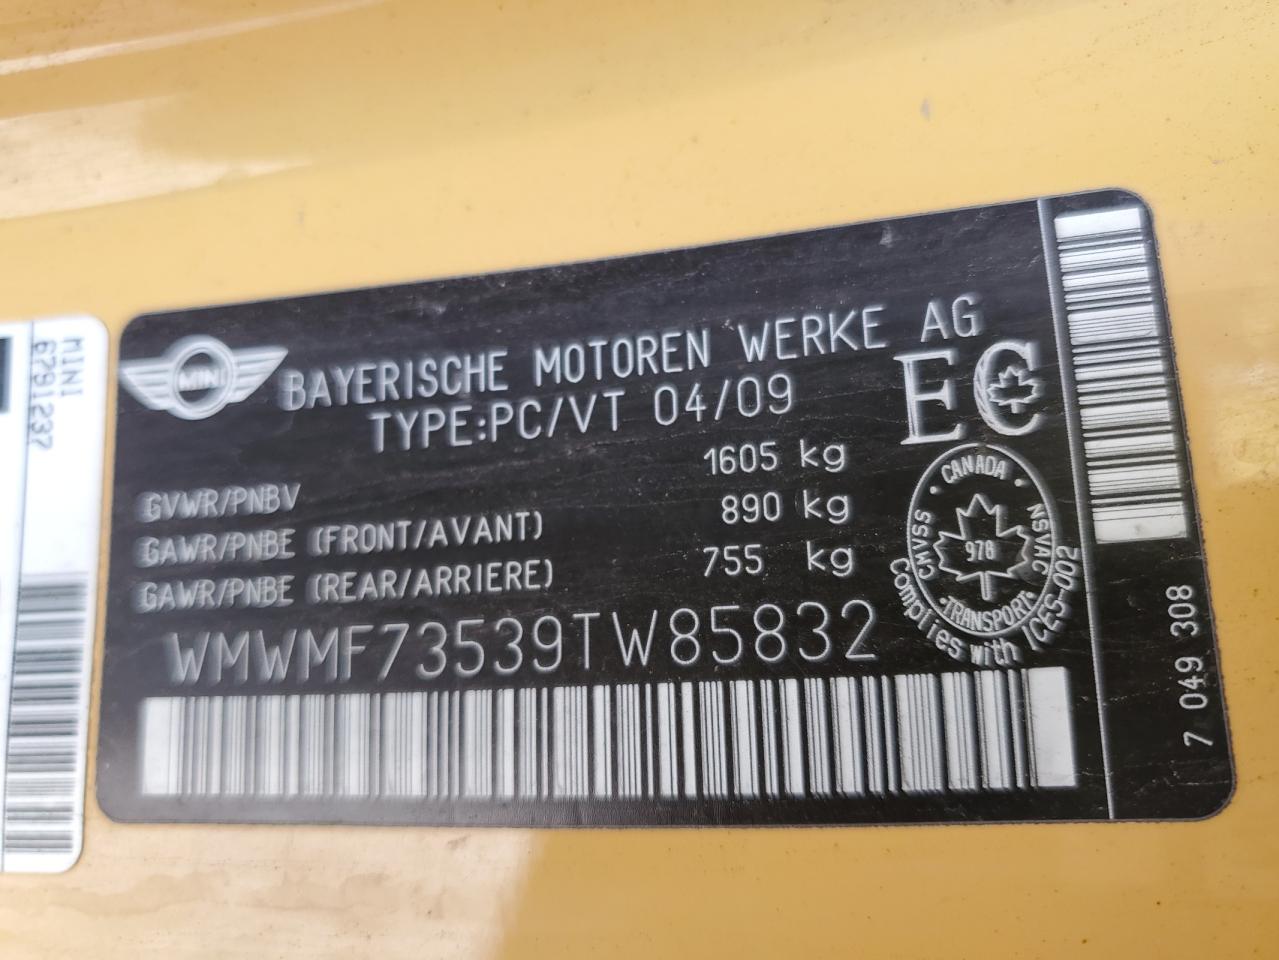 MINI
6791237
MINI
BAYERISCHE MOTOREN WERKE AG
TYPE:PC/VT 04/09
EC
GVWR/PNBV 1605 kg
GAWR/PNBE (FRONT/AVANT) 890 kg
GAWR/PNBE (REAR/ARRIERE) 755 kg
WMWMF73539TW85832
CANADA
CMVSS
NSVAC
978
TRANSPORT
Complies with ICES-002
7 049 308